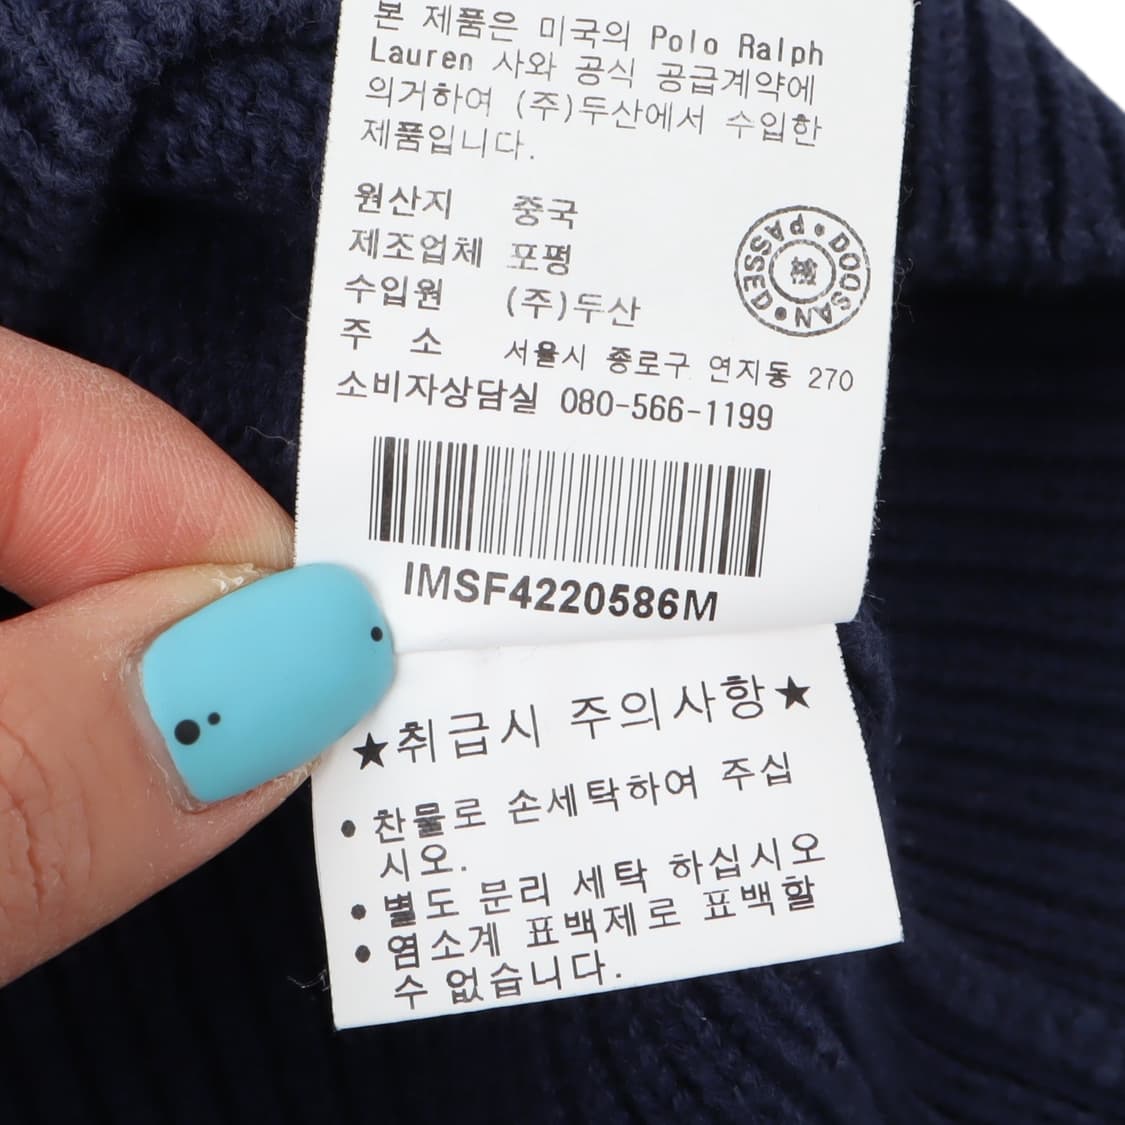 본 제품은 미국의 Polo Ralph
Lauren 사와 공식 공급계약에
의거하여 (주)두산에서 수입한
제품입니다.
원산지 중국
제조업체 포평
수입원 (주)두산
주 소 서울시 종로구 연지동 270
소비자상담실 080-566-1199
PASSED • DOOSAN •
IMSF4220586M
★취급시 주의사항★
• 찬물로 손세탁하여 주십
시오.
• 별도 분리 세탁 하십시오
• 염소계 표백제로 표백할
수 없습니다.